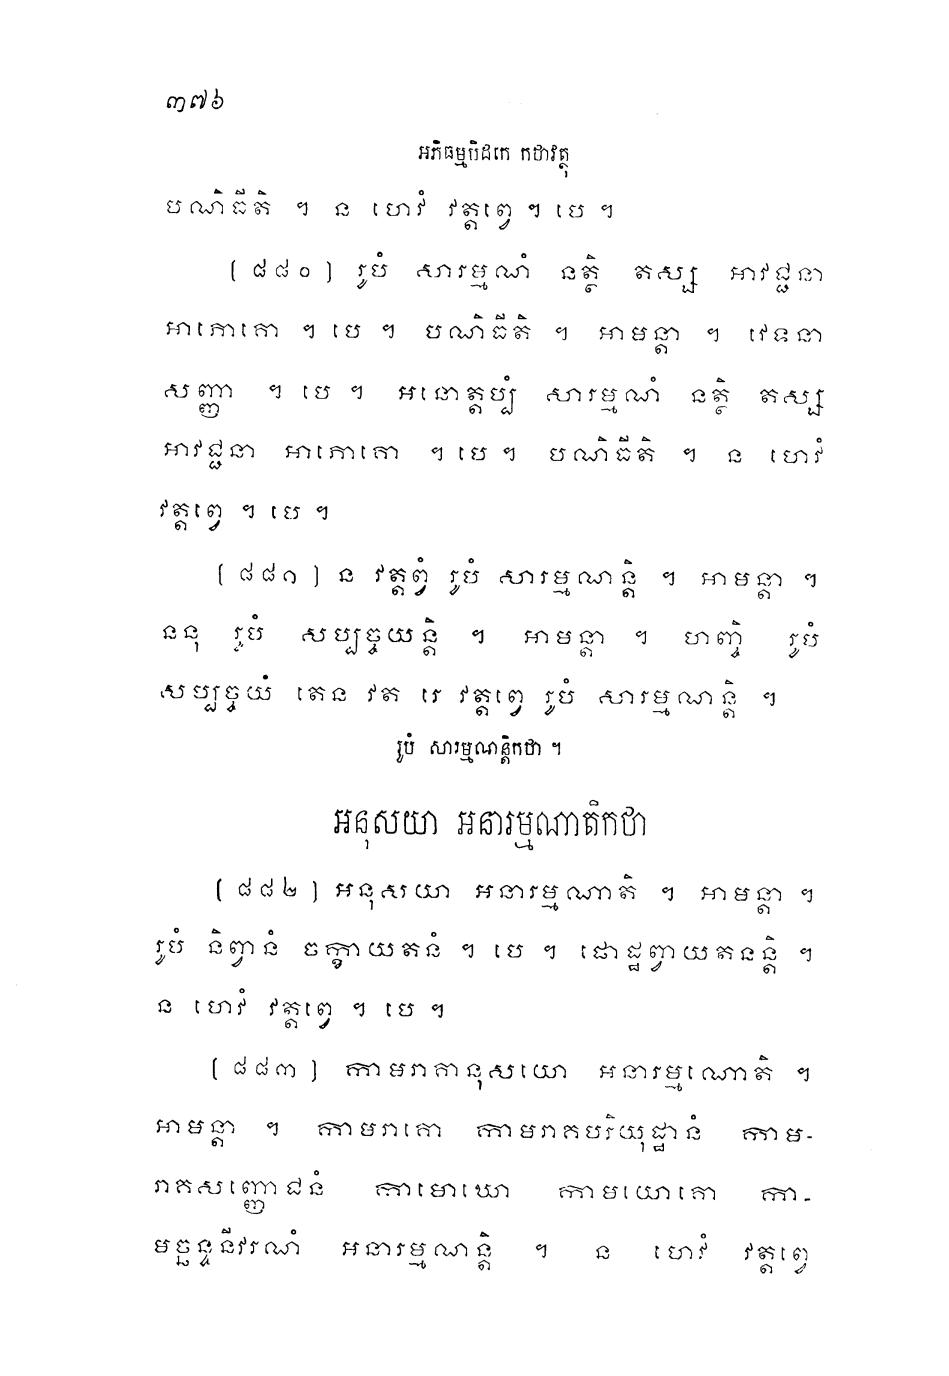 ៣៧៦
អភិធម្មបិដកេ កថាវត្ថុ
បណិធីតិ ។ ន ហេវំ វត្តព្វេ ។ បេ ។
(៨៨០) រូបំ សារម្មណំ នត្ថិ តស្ស អាវជ្ជនា
អាភោគោ ។ បេ ។ បណិធីតិ ។ អាមន្តា ។ វេទនា
សញ្ញា ។ បេ ។ អនោត្តប្បំ សារម្មណំ នត្ថិ តស្ស
អាវជ្ជនា អាភោគោ ។ បេ ។ បណិធីតិ ។ ន ហេវំ
វត្តព្វេ ។ បេ ។
(៨៨១) ន វត្តព្វំ រូបំ សារម្មណន្តិ ។ អាមន្តា ។
ននុ រូបំ សប្បច្ចយន្តិ ។ អាមន្តា ។ ហញ្ចិ រូបំ
សប្បច្ចយំ តេន វត រេ វត្តព្វេ រូបំ សារម្មណន្តិ ។
រូបំ សារម្មណន្តិកថា ។
អនុសយា អនារម្មណាតិកថា
(៨៨២) អនុសយា អនារម្មណាតិ ។ អាមន្តា ។
រូបំ និព្វានំ ចក្ខាយតនំ ។ បេ ។ ផោដ្ឋព្វាយតនន្តិ ។
ន ហេវំ វត្តព្វេ ។ បេ ។
(៨៨៣) កាមរាគានុសយោ អនារម្មណោតិ ។
អាមន្តា ។ កាមរាគោ កាមរាគបរិយុដ្ឋានំ កាម-
រាគសញ្ញោជនំ កាមោឃោ កាមយោគោ កា-
មច្ឆន្ទនីវរណំ អនារម្មណន្តិ ។ ន ហេវំ វត្តព្វេ